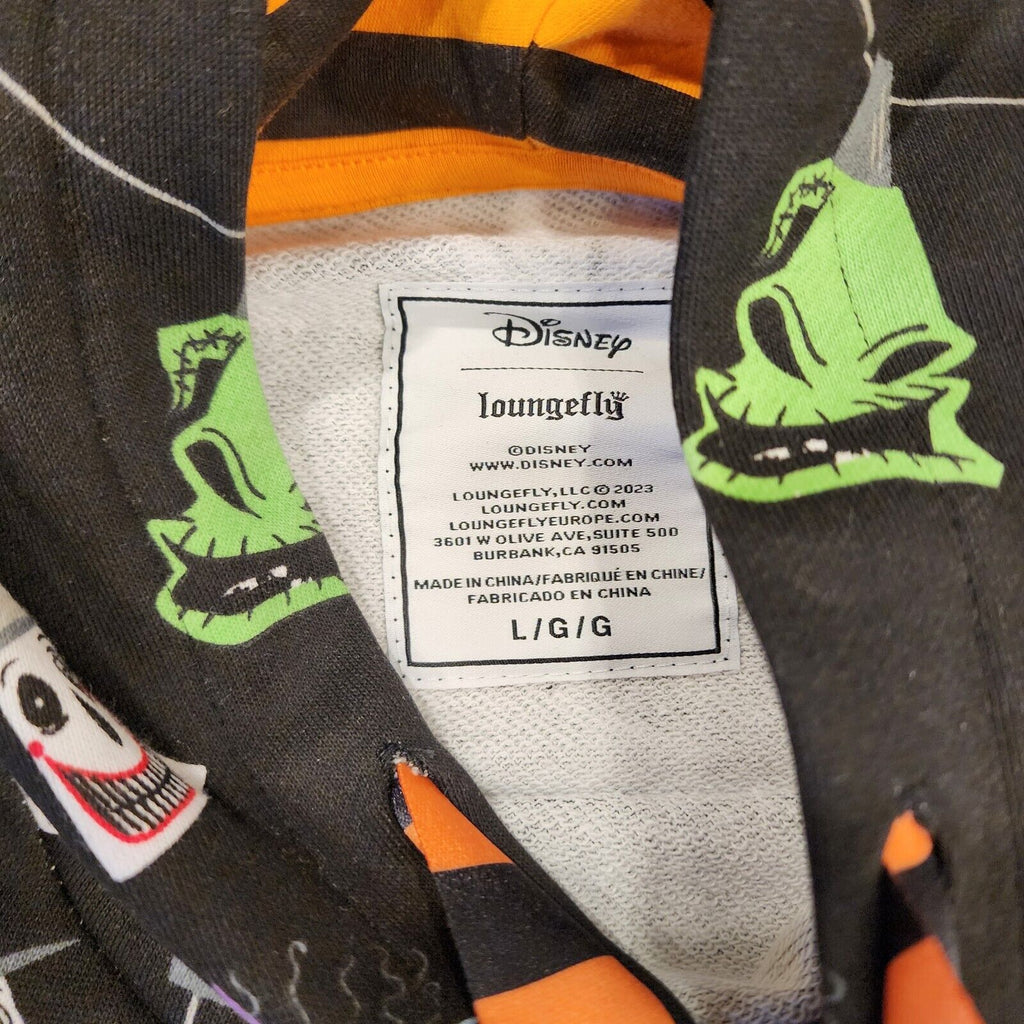 Disney
loungefly
©DISNEY
WWW.DISNEY.COM
LOUNGEFLY, LLC © 2023
LOUNGEFLY.COM
LOUNGEFLYEUROPE.COM
3601 W OLIVE AVE, SUITE 500
BURBANK, CA 91505
MADE IN CHINA/FABRIQUÉ EN CHINE/
FABRICADO EN CHINA
L/G/G